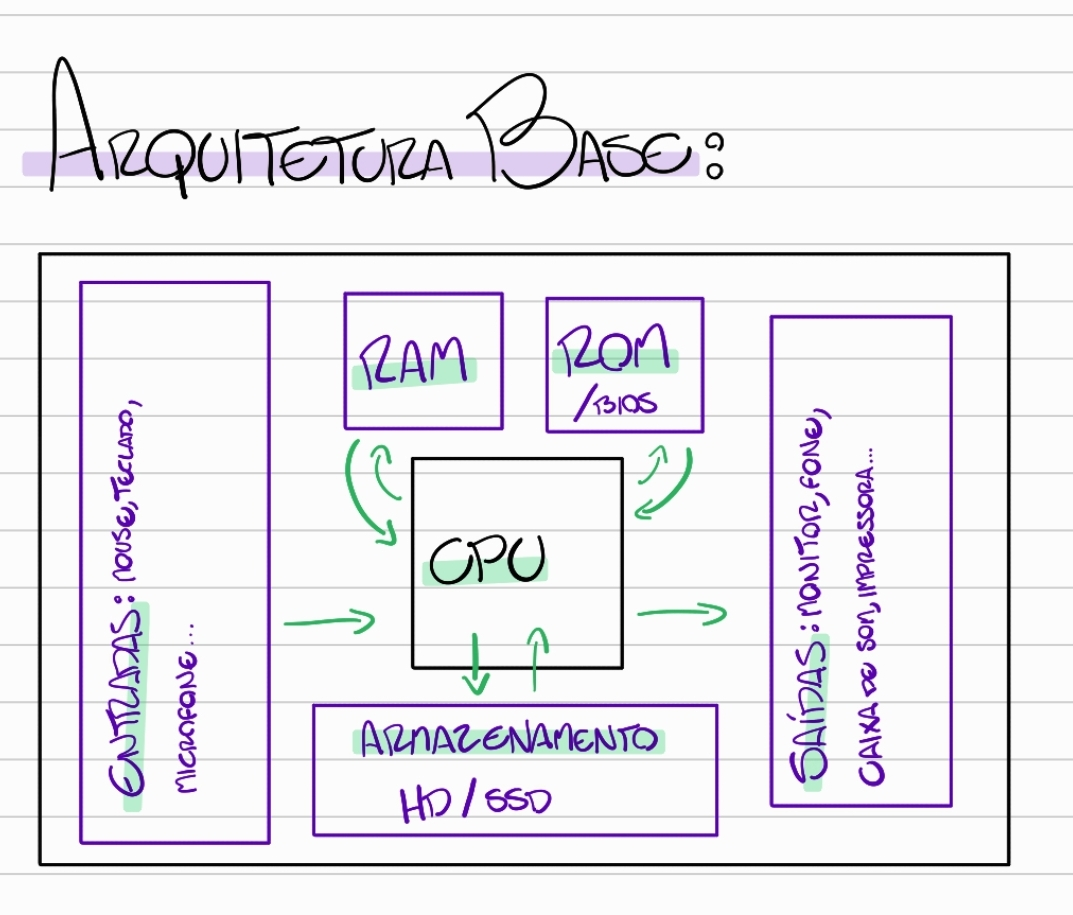 ARQUITETURA BASE:
ENTRADAS: MOUSE, TECLADO,
MICROFONE...
RAM
ROM
/BIOS
CPU
ARMAZENAMENTO
HD/SSD
SAÍDAS: MONITOR, FONE,
CAIXA DE SOM, IMPRESSORA...